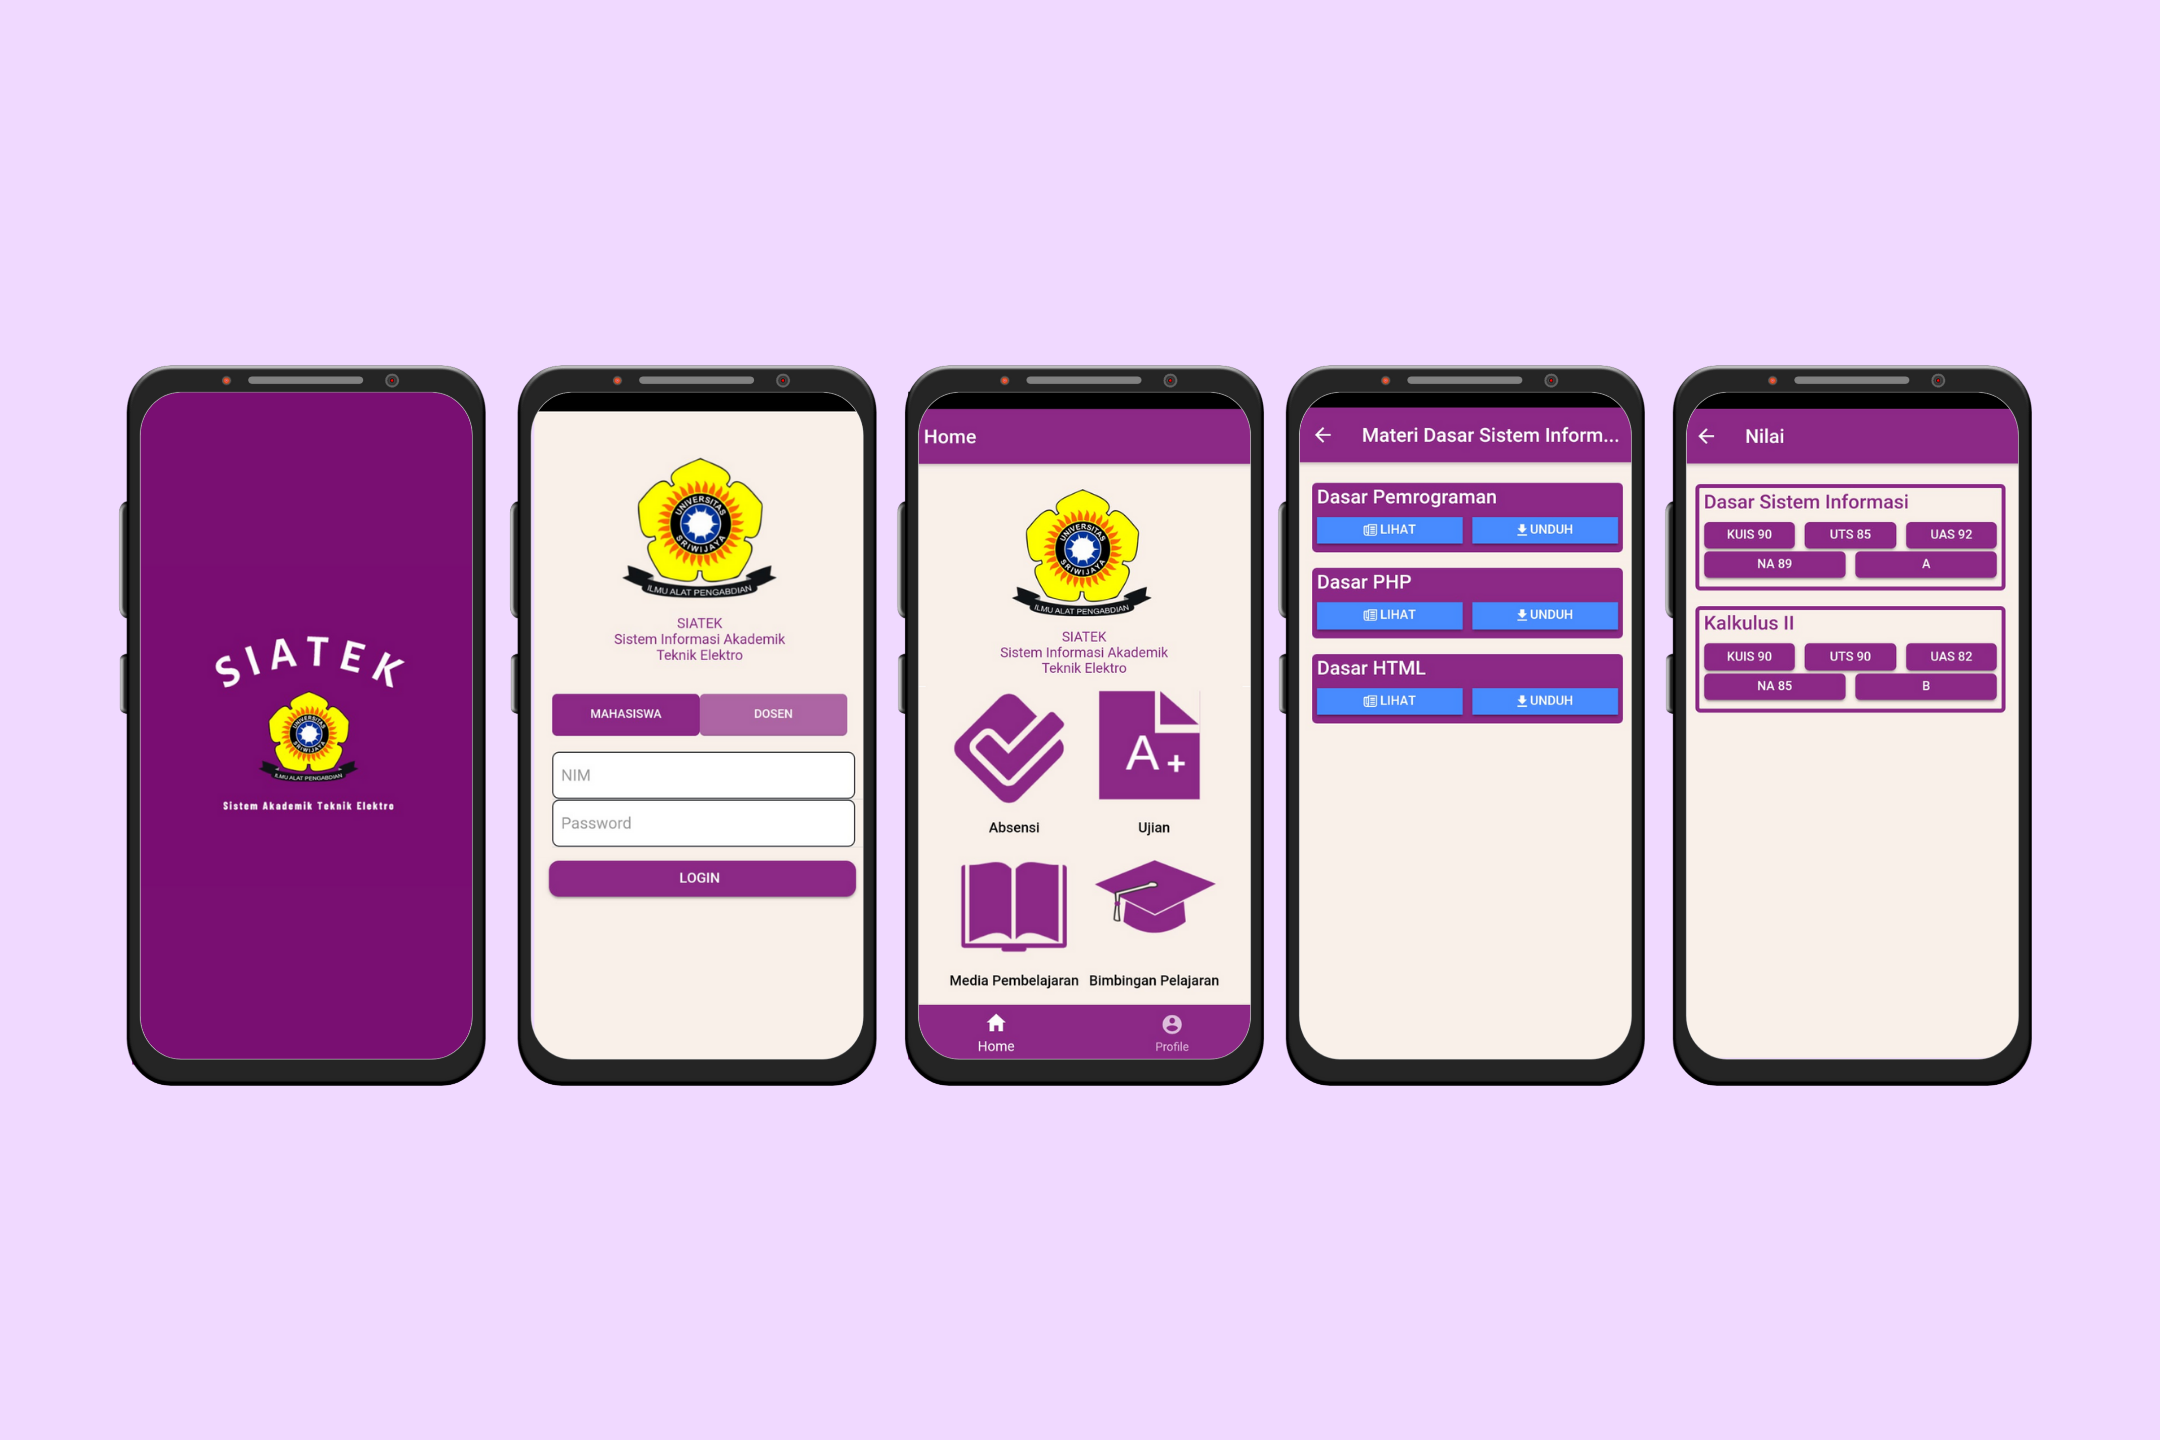 SIATEK
UNIVERSITAS
SRIWIJAYA
ILMU ALAT PENGABDIAN
Sistem Akademik Teknik Elektro
UNIVERSITAS
SRIWIJAYA
ILMU ALAT PENGABDIAN
SIATEK
Sistem Informasi Akademik
Teknik Elektro
MAHASISWA DOSEN
NIM
Password
LOGIN
Home
UNIVERSITAS
SRIWIJAYA
ILMU ALAT PENGABDIAN
SIATEK
Sistem Informasi Akademik
Teknik Elektro
A+
Absensi Ujian
Media Pembelajaran Bimbingan Pelajaran
Home Profile
Materi Dasar Sistem Inform...
Dasar Pemrograman
LIHAT UNDUH
Dasar PHP
LIHAT UNDUH
Dasar HTML
LIHAT UNDUH
Nilai
Dasar Sistem Informasi
KUIS 90 UTS 85 UAS 92
NA 89 A
Kalkulus II
KUIS 90 UTS 90 UAS 82
NA 85 B